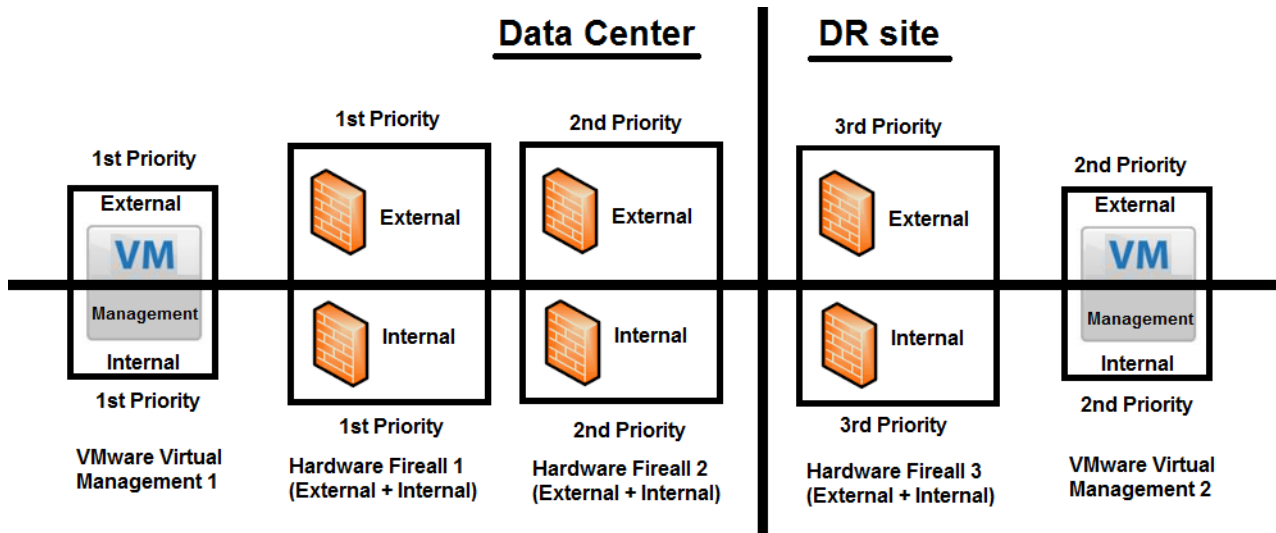 Data Center
DR site
1st Priority
External
VM
Management
Internal
1st Priority
VMware Virtual
Management 1
1st Priority
External
Internal
1st Priority
Hardware Fireall 1
(External + Internal)
2nd Priority
External
Internal
2nd Priority
Hardware Fireall 2
(External + Internal)
3rd Priority
External
Internal
3rd Priority
Hardware Fireall 3
(External + Internal)
2nd Priority
External
VM
Management
Internal
2nd Priority
VMware Virtual
Management 2